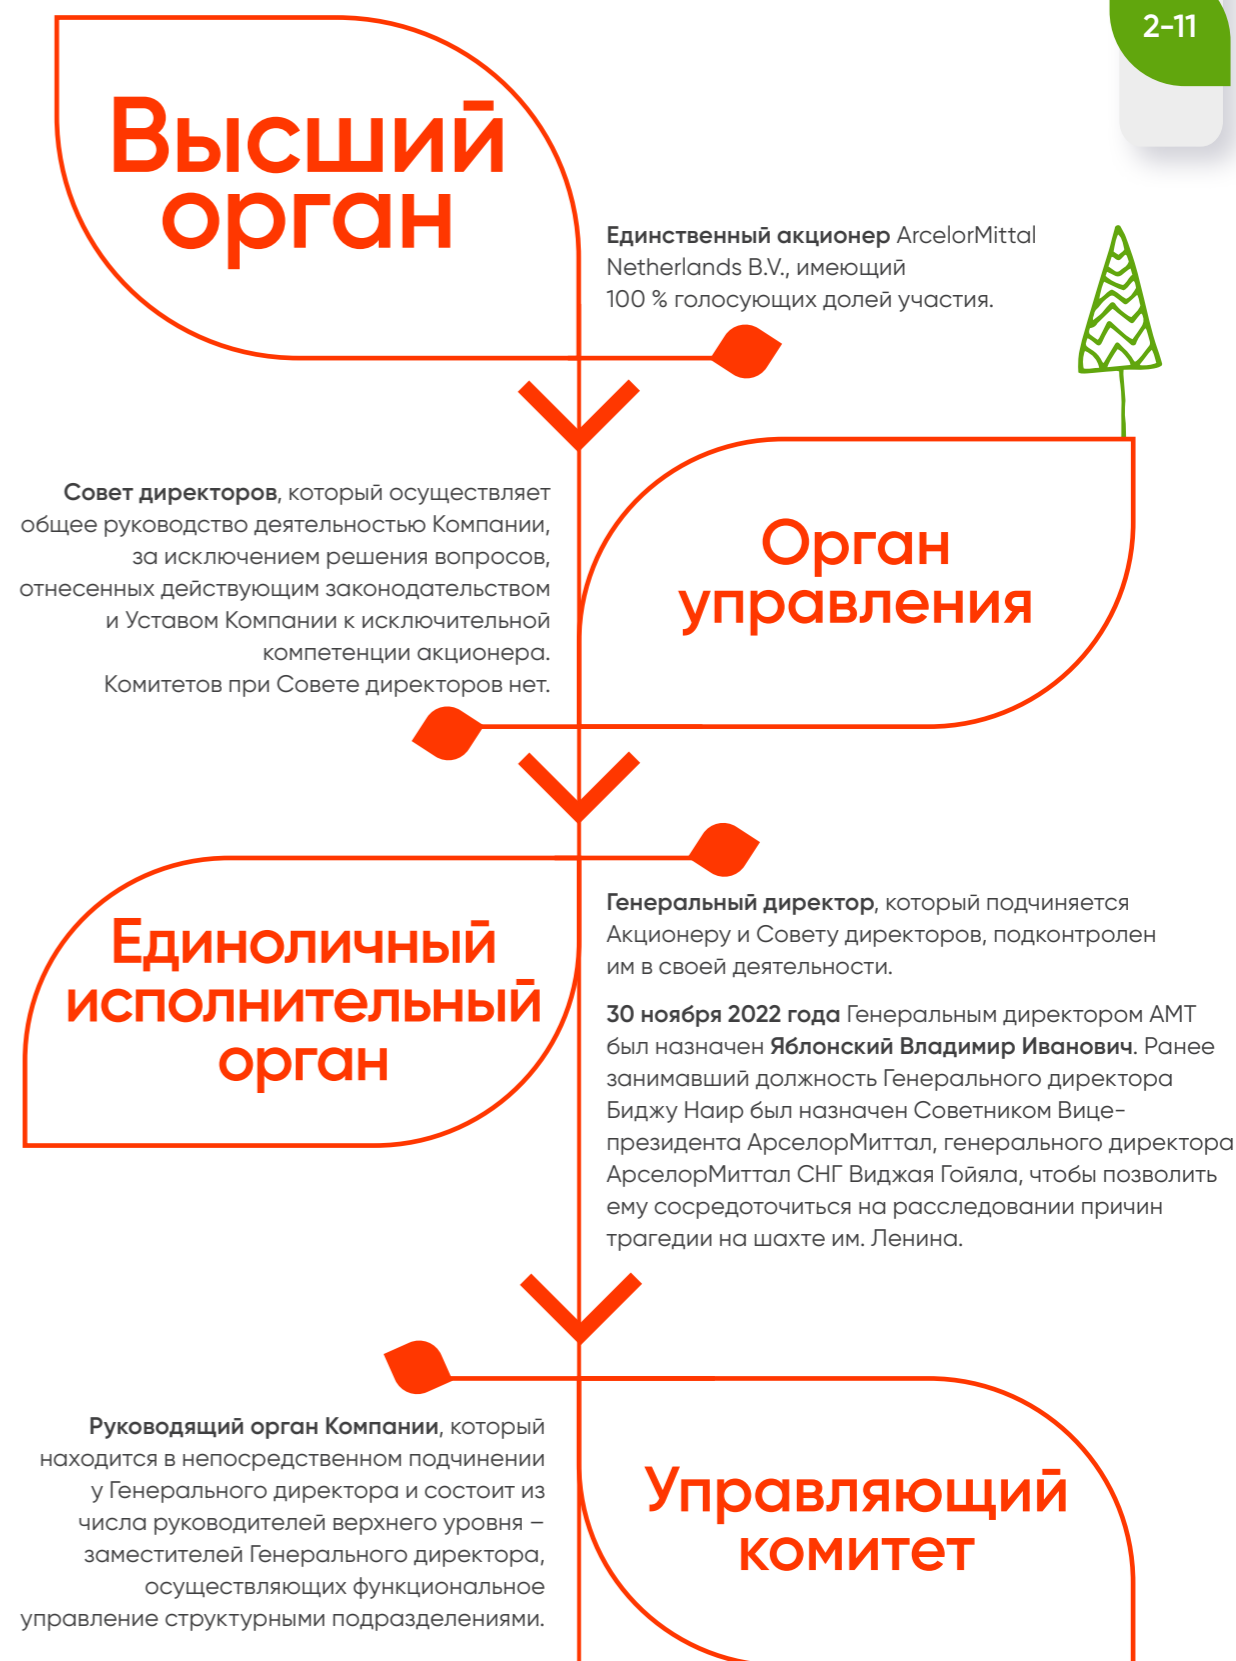 2-11
Высший
орган
Единственный акционер ArcelorMittal
Netherlands B.V., имеющий
100 % голосующих долей участия.
Совет директоров, который осуществляет
общее руководство деятельностью Компании,
за исключением решения вопросов,
отнесенных действующим законодательством
и Уставом Компании к исключительной
компетенции акционера.
Комитетов при Совете директоров нет.
Орган
управления
Единоличный
исполнительный
орган
Генеральный директор, который подчиняется
Акционеру и Совету директоров, подконтролен
им в своей деятельности.
30 ноября 2022 года Генеральным директором АМТ
был назначен Яблонский Владимир Иванович. Ранее
занимавший должность Генерального директора
Биджу Наир был назначен Советником Вице-
президента АрселорМиттал, генерального директора
АрселорМиттал СНГ Виджая Гойяла, чтобы позволить
ему сосредоточиться на расследовании причин
трагедии на шахте им. Ленина.
Руководящий орган Компании, который
находится в непосредственном подчинении
у Генерального директора и состоит из
числа руководителей верхнего уровня –
заместителей Генерального директора,
осуществляющих функциональное
управление структурными подразделениями.
Управляющий
комитет